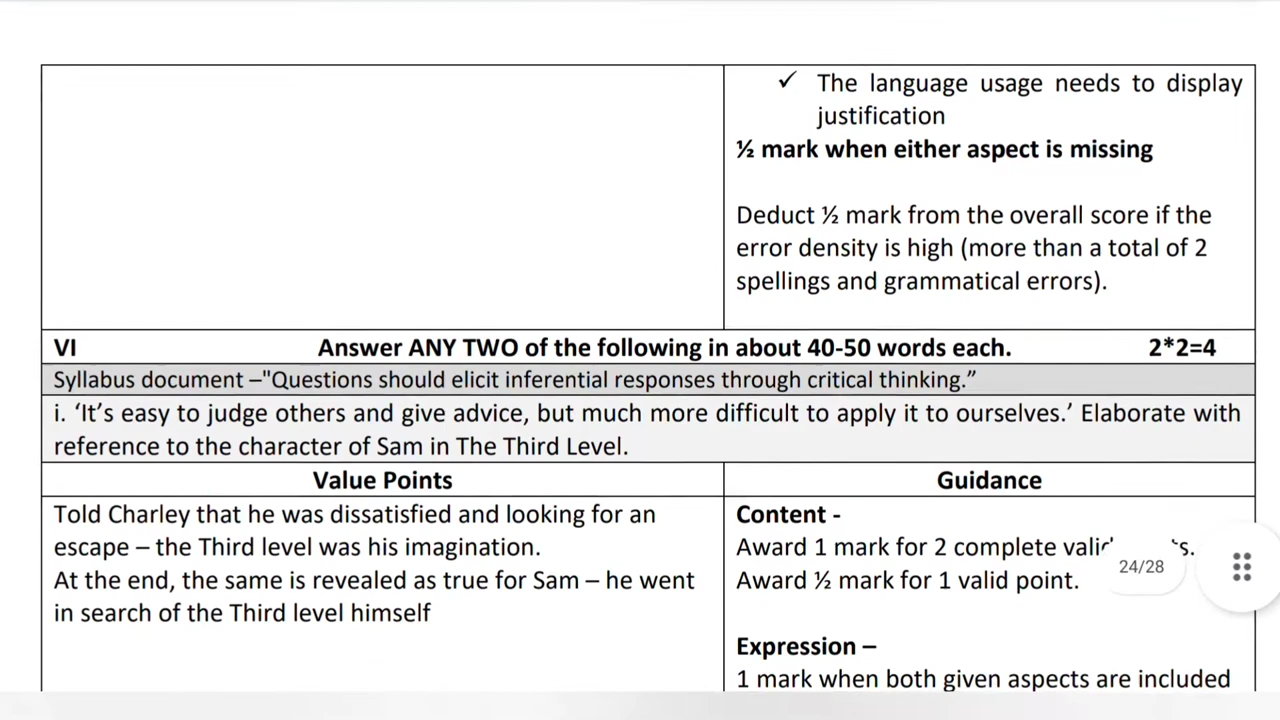 ✓ The language usage needs to display
justification
½ mark when either aspect is missing
Deduct ½ mark from the overall score if the
error density is high (more than a total of 2
spellings and grammatical errors).
VI Answer ANY TWO of the following in about 40-50 words each. 2*2=4
Syllabus document –"Questions should elicit inferential responses through critical thinking.”
i. ‘It’s easy to judge others and give advice, but much more difficult to apply it to ourselves.’ Elaborate with
reference to the character of Sam in The Third Level.
Value Points Guidance
Told Charley that he was dissatisfied and looking for an
escape – the Third level was his imagination.
At the end, the same is revealed as true for Sam – he went
in search of the Third level himself
Content -
Award 1 mark for 2 complete valid
Award ½ mark for 1 valid point.
24/28
Expression –
1 mark when both given aspects are included